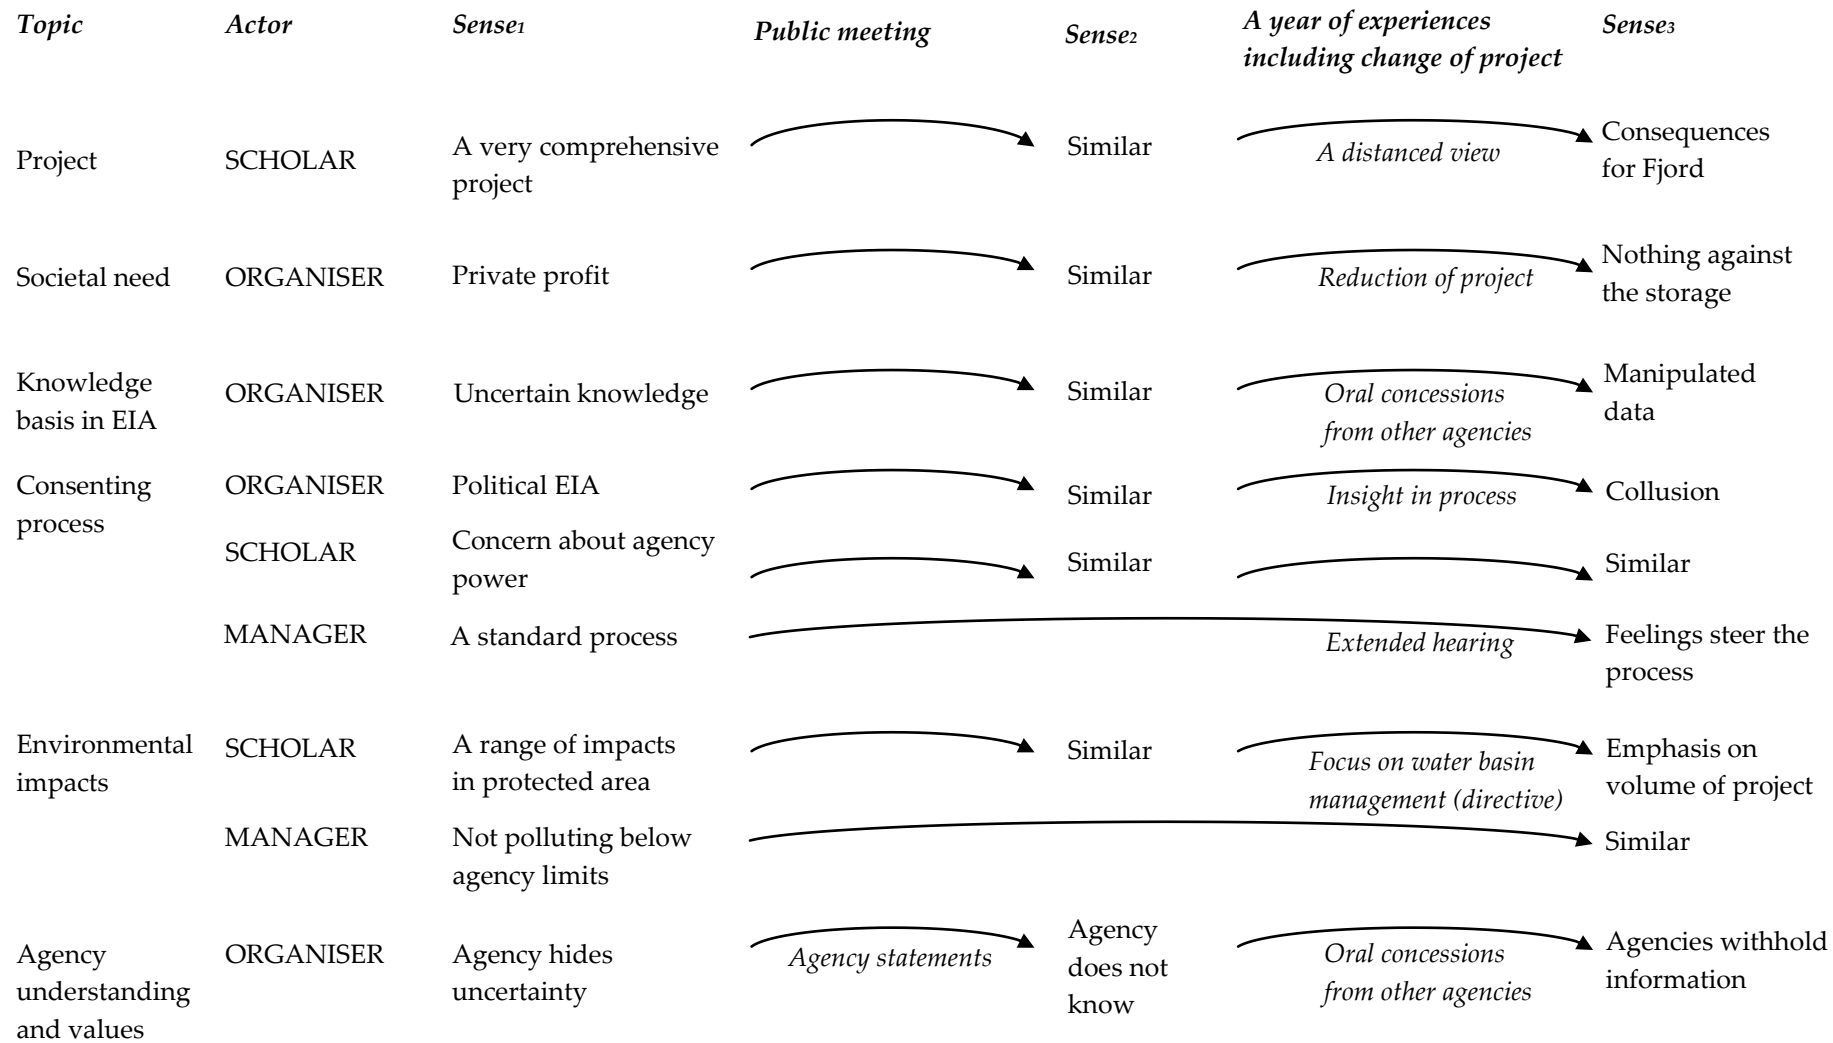 Topic Actor Sense1 Public meeting Sense2 A year of experiences including change of project Sense3
Project SCHOLAR A very comprehensive project Similar A distanced view Consequences for Fjord
Societal need ORGANISER Private profit Similar Reduction of project Nothing against the storage
Knowledge basis in EIA ORGANISER Uncertain knowledge Similar Oral concessions from other agencies Manipulated data
Consenting process ORGANISER Political EIA Similar Insight in process Collusion
SCHOLAR Concern about agency power Similar Similar
MANAGER A standard process Extended hearing Feelings steer the process
Environmental impacts SCHOLAR A range of impacts in protected area Similar Focus on water basin management (directive) Emphasis on volume of project
MANAGER Not polluting below agency limits Similar
Agency understanding and values ORGANISER Agency hides uncertainty Agency statements Agency does not know Oral concessions from other agencies Agencies withhold information